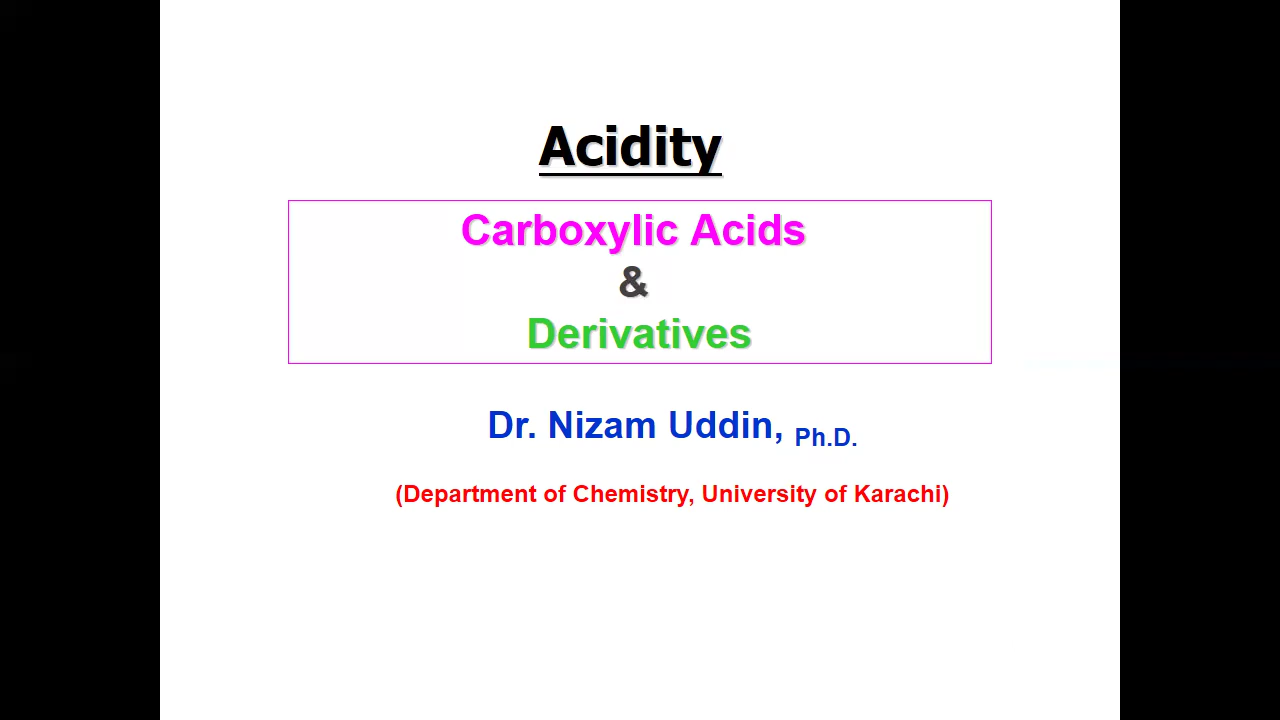 Acidity
Carboxylic Acids
&
Derivatives
Dr. Nizam Uddin, Ph.D.
(Department of Chemistry, University of Karachi)